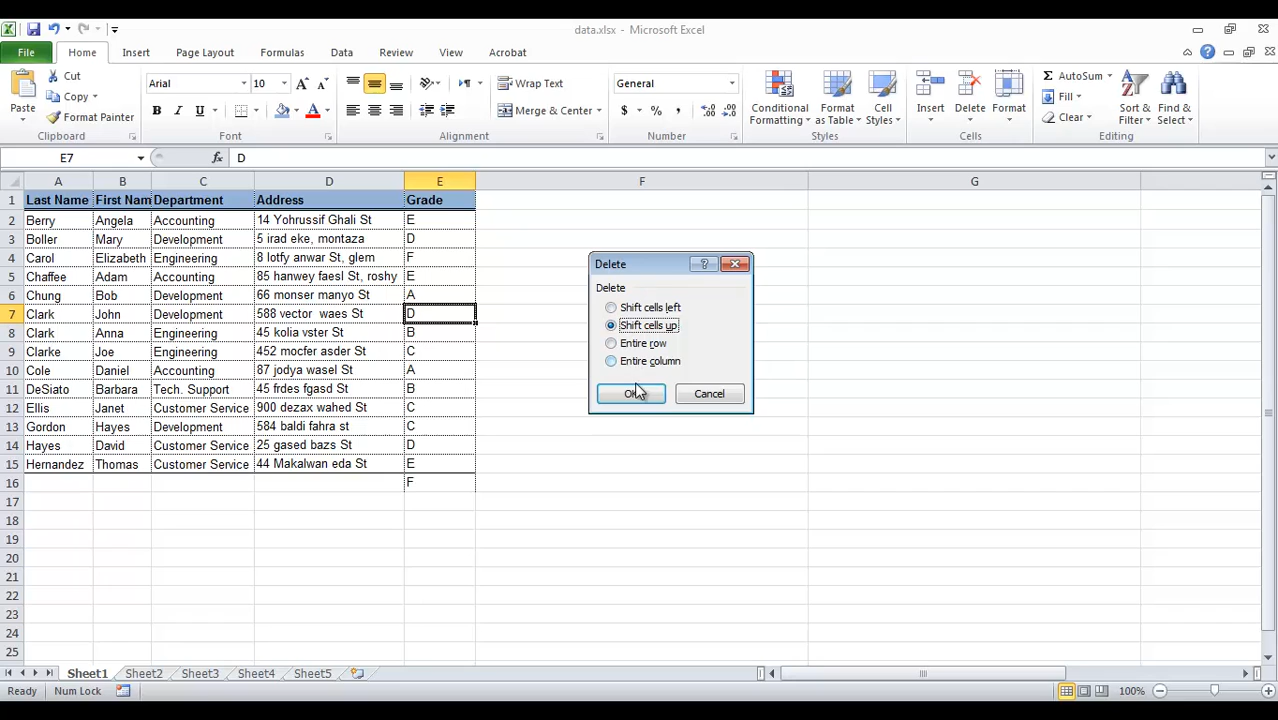 data.xlsx - Microsoft Excel
File Home Insert Page Layout Formulas Data Review View Acrobat
Cut Arial 10 Wrap Text General AutoSum
Copy Fill
Paste Format Painter B I U Merge & Center $ % , Conditional Formatting Format as Table Cell Styles Insert Delete Format Clear Sort & Filter Find & Select
Clipboard Font Alignment Number Styles Cells Editing
E7 fx D
A B C D E F G
1 Last Name First Nam Department Address Grade
2 Berry Angela Accounting 14 Yohrussif Ghali St E
3 Boller Mary Development 5 irad eke, montaza D
4 Carol Elizabeth Engineering 8 lotfy anwar St, glem F
5 Chaffee Adam Accounting 85 hanwey faesl St, roshy E
6 Chung Bob Development 66 monser manyo St A
7 Clark John Development 588 vector  waes St D
8 Clark Anna Engineering 45 kolia vster St B
9 Clarke Joe Engineering 452 mocfer asder St C
10 Cole Daniel Accounting 87 jodya wasel St A
11 DeSiato Barbara Tech. Support 45 frdes fgasd St B
12 Ellis Janet Customer Service 900 dezax wahed St C
13 Gordon Hayes Development 584 baldi fahra st C
14 Hayes David Customer Service 25 gased bazs St D
15 Hernandez Thomas Customer Service 44 Makalwan eda St E
16 F
17
18
19
20
21
22
23
24
25
Delete
Delete
Shift cells left
Shift cells up
Entire row
Entire column
OK Cancel
Sheet1 Sheet2 Sheet3 Sheet4 Sheet5
Ready Num Lock 100%